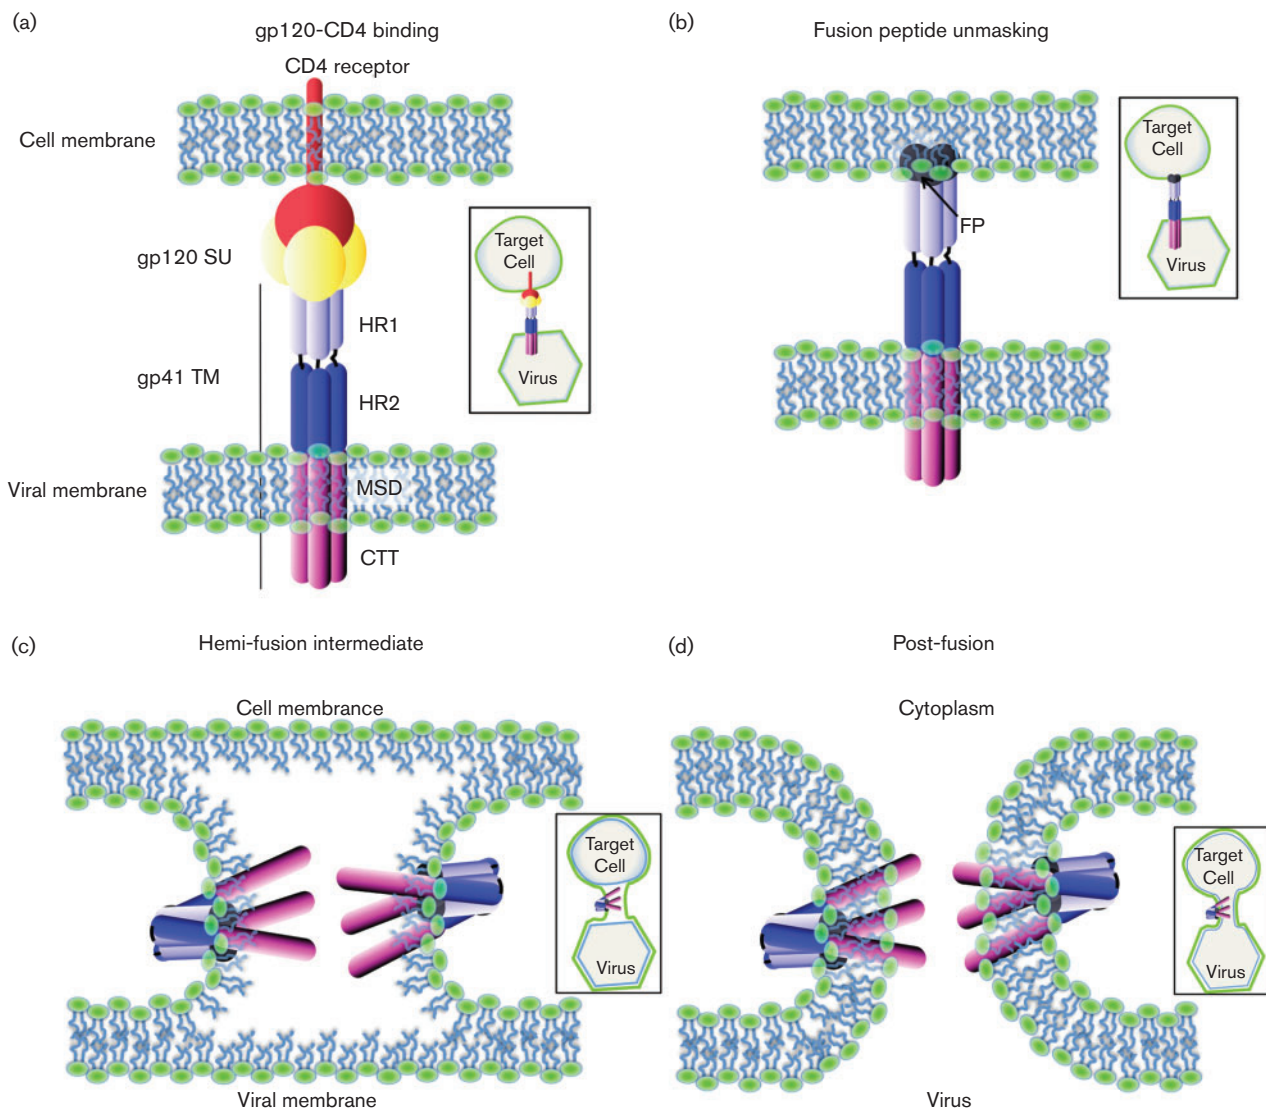 (a)
gp120-CD4 binding
CD4 receptor
Cell membrane
gp120 SU
HR1
gp41 TM
HR2
Viral membrane
MSD
CTT
Target
Cell
Virus
(b)
Fusion peptide unmasking
FP
Target
Cell
Virus
(c)
Hemi-fusion intermediate
Cell membrance
Target
Cell
Virus
Viral membrane
(d)
Post-fusion
Cytoplasm
Target
Cell
Virus
Virus